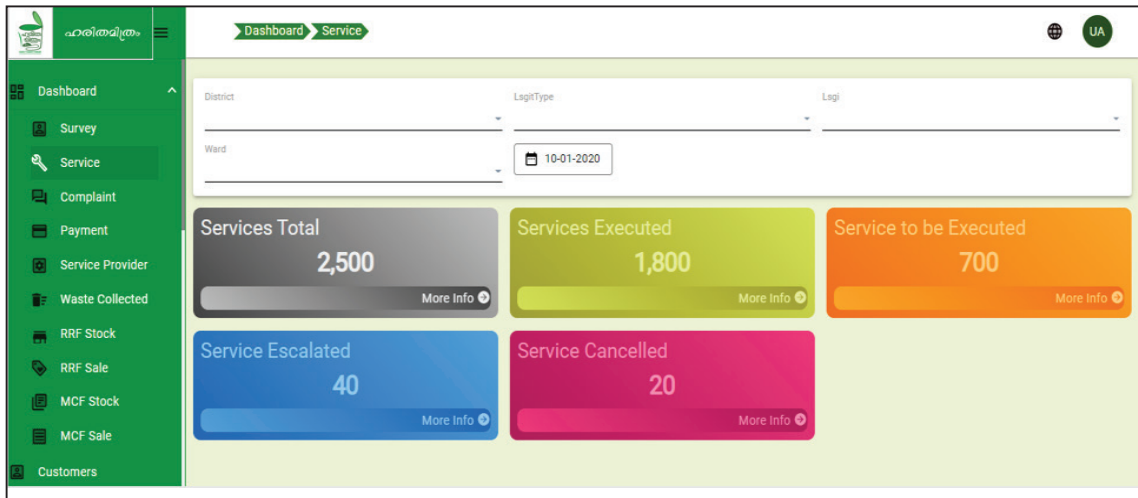 ഹരിതമിത്രം
Dashboard Service
UA
Dashboard
Survey
Service
Complaint
Payment
Service Provider
Waste Collected
RRF Stock
RRF Sale
MCF Stock
MCF Sale
Customers
District LsgitType Lsgi
Ward 10-01-2020
Services Total
2,500
More Info
Services Executed
1,800
More Info
Service to be Executed
700
More Info
Service Escalated
40
More Info
Service Cancelled
20
More Info